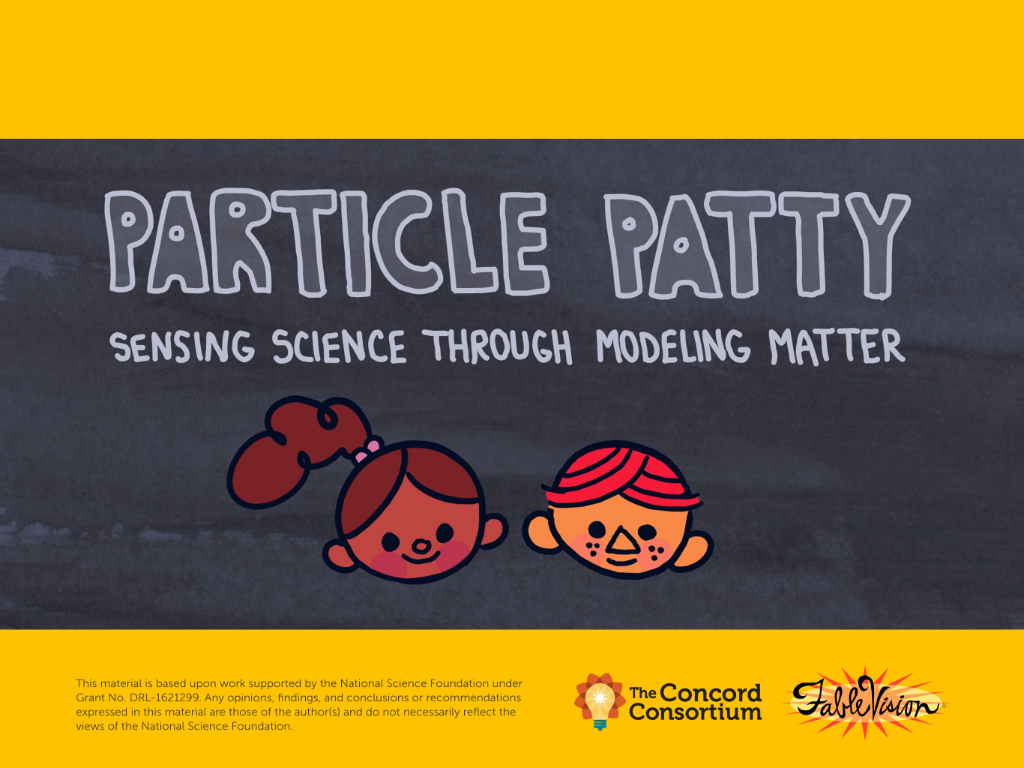 PARTICLE PATTY
SENSING SCIENCE THROUGH MODELING MATTER
This material is based upon work supported by the National Science Foundation under
Grant No. DRL-1621299. Any opinions, findings, and conclusions or recommendations
expressed in this material are those of the author(s) and do not necessarily reflect the
views of the National Science Foundation.
The Concord
Consortium
FableVision